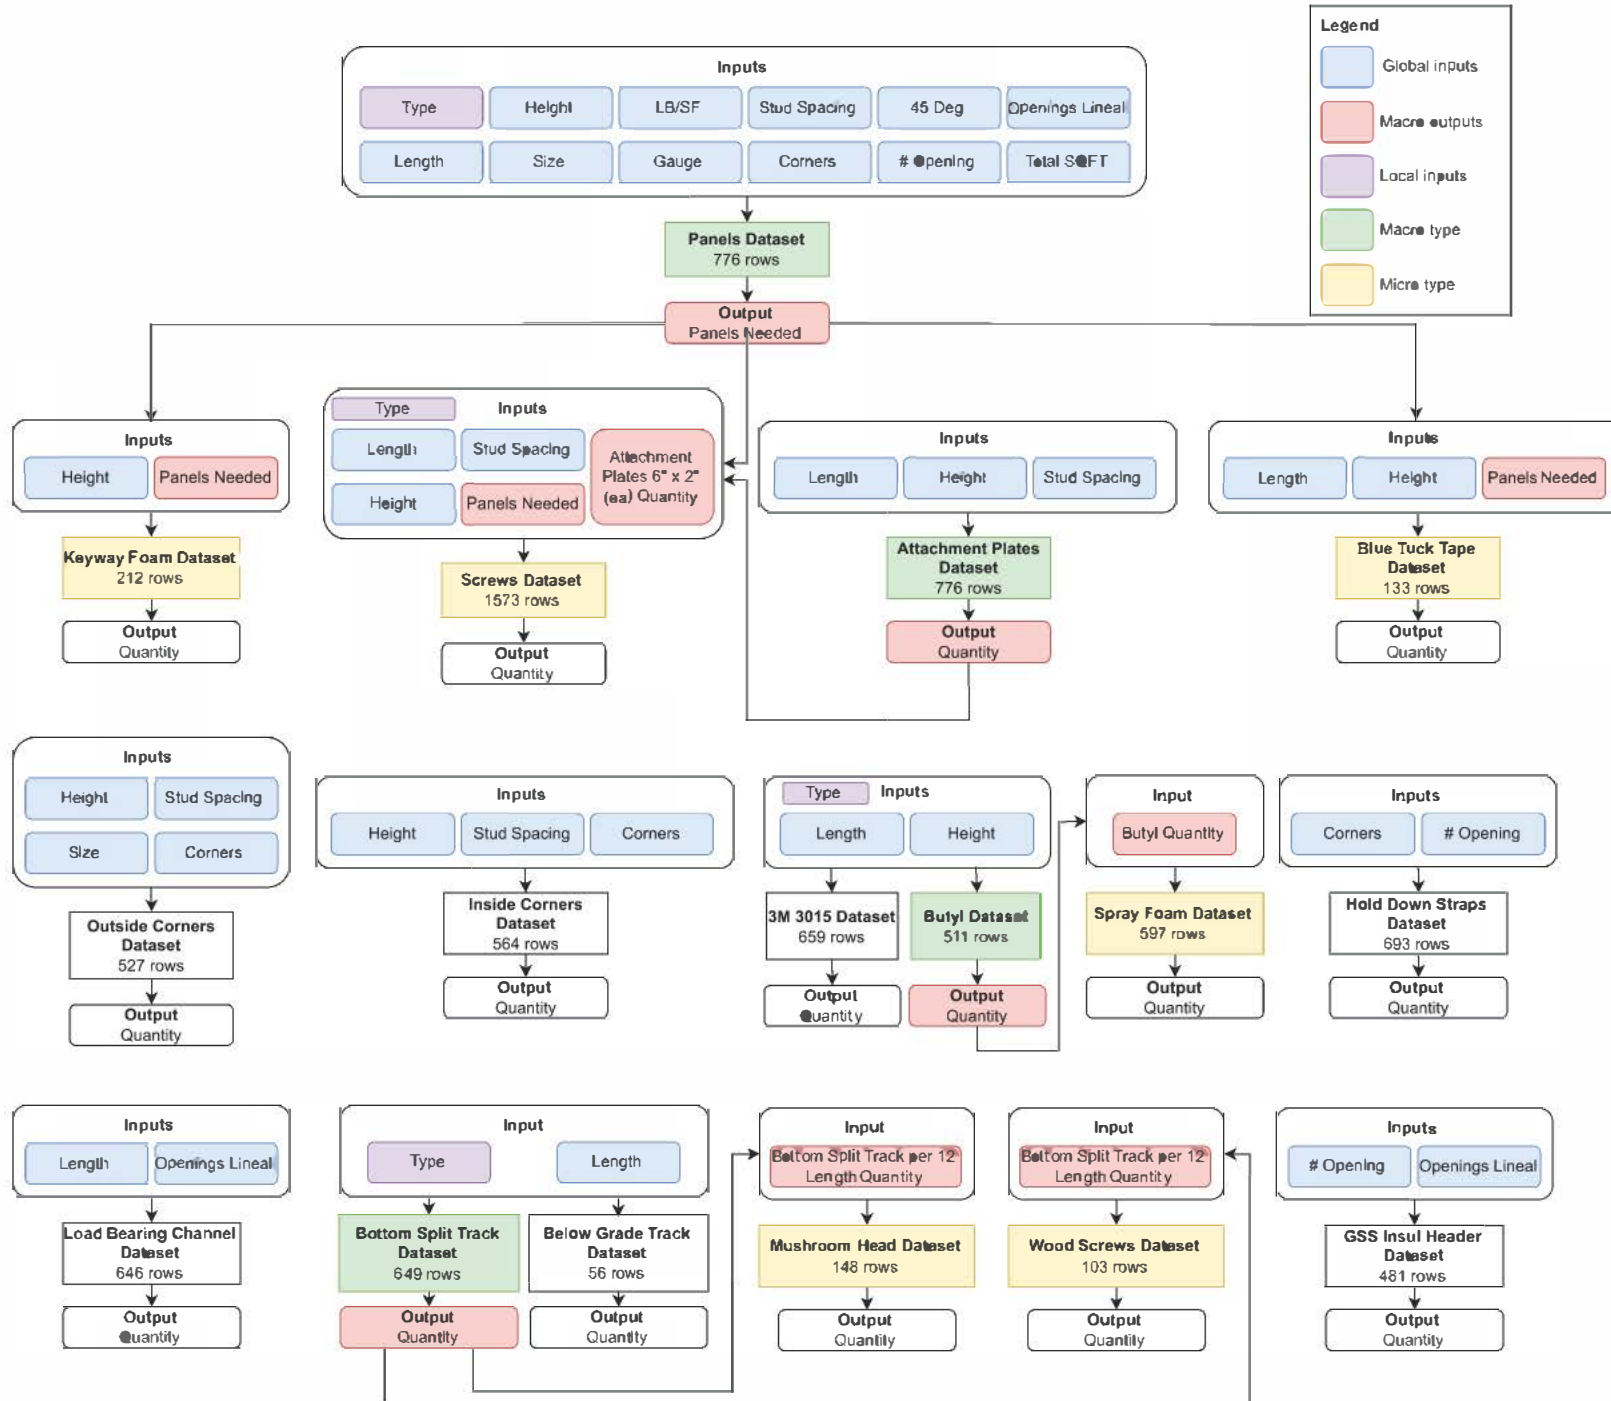 Legend
Global inputs
Macro outputs
Local inputs
Macro type
Micro type
Inputs
Type
Height
LB/SF
Stud Spacing
45 Deg
Openings Lineal
Length
Size
Gauge
Corners
# Opening
Total SQFT
Panels Dataset
776 rows
Output
Panels Needed
Inputs
Height
Panels Needed
Keyway Foam Dataset
212 rows
Output
Quantity
Type
Inputs
Length
Stud Spacing
Height
Panels Needed
Attachment
Plates 6" x 2"
(ea) Quantity
Screws Dataset
1573 rows
Output
Quantity
Inputs
Length
Height
Stud Spacing
Attachment Plates
Dataset
776 rows
Output
Quantity
Inputs
Length
Height
Panels Needed
Blue Tuck Tape
Dataset
133 rows
Output
Quantity
Inputs
Height
Stud Spacing
Size
Corners
Outside Corners
Dataset
527 rows
Output
Quantity
Inputs
Height
Stud Spacing
Corners
Inside Corners
Dataset
564 rows
Output
Quantity
Type
Inputs
Length
Height
3M 3015 Dataset
659 rows
Output
Quantity
Butyl Dataset
511 rows
Output
Quantity
Input
Butyl Quantity
Spray Foam Dataset
597 rows
Output
Quantity
Inputs
Corners
# Opening
Hold Down Straps
Dataset
693 rows
Output
Quantity
Inputs
Length
Openings Lineal
Load Bearing Channel
Dataset
646 rows
Output
Quantity
Input
Type
Length
Bottom Split Track
Dataset
649 rows
Output
Quantity
Below Grade Track
Dataset
56 rows
Output
Quantity
Input
Bottom Split Track per 12
Length Quantity
Mushroom Head Dataset
148 rows
Output
Quantity
Input
Bottom Split Track per 12
Length Quantity
Wood Screws Dataset
103 rows
Output
Quantity
Inputs
# Opening
Openings Lineal
GSS Insul Header
Dataset
481 rows
Output
Quantity